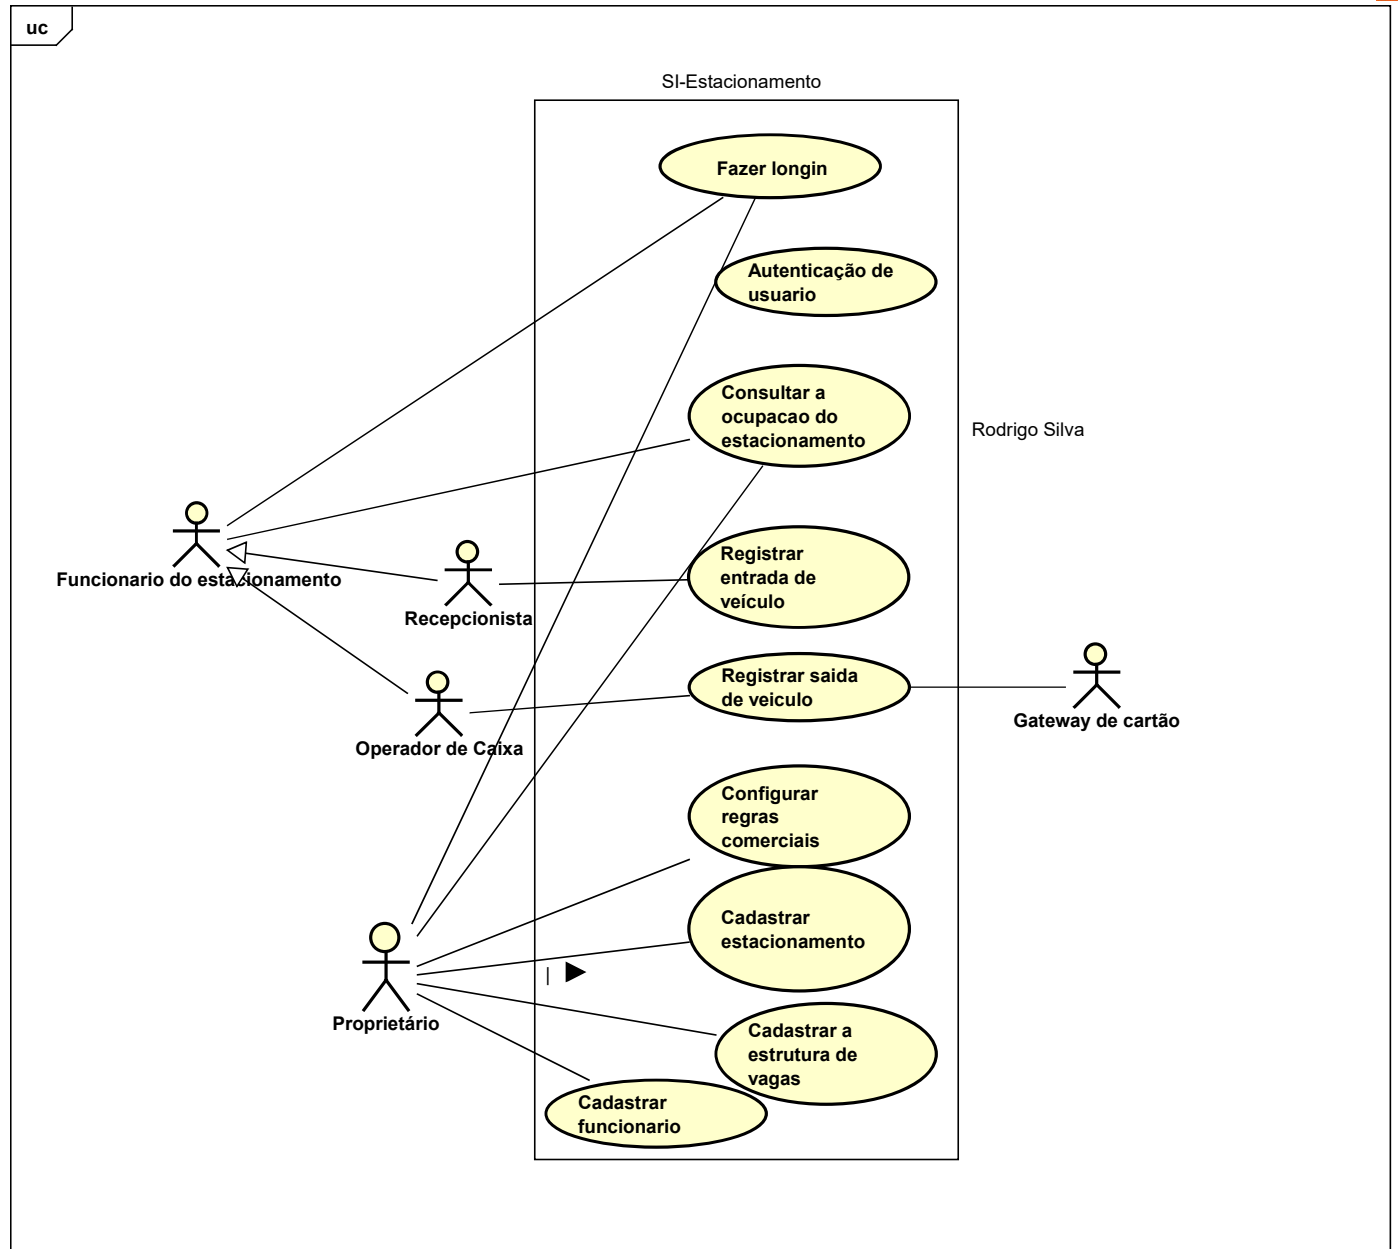 uc
SI-Estacionamento
Fazer longin
Autenticação de
usuario
Consultar a
ocupacao do
estacionamento
Rodrigo Silva
Funcionario do estacionamento
Recepcionista
Registrar
entrada de
veículo
Registrar saida
de veiculo
Gateway de cartão
Operador de Caixa
Configurar
regras
comerciais
Cadastrar
estacionamento
Proprietário
Cadastrar a
estrutura de
vagas
Cadastrar
funcionario